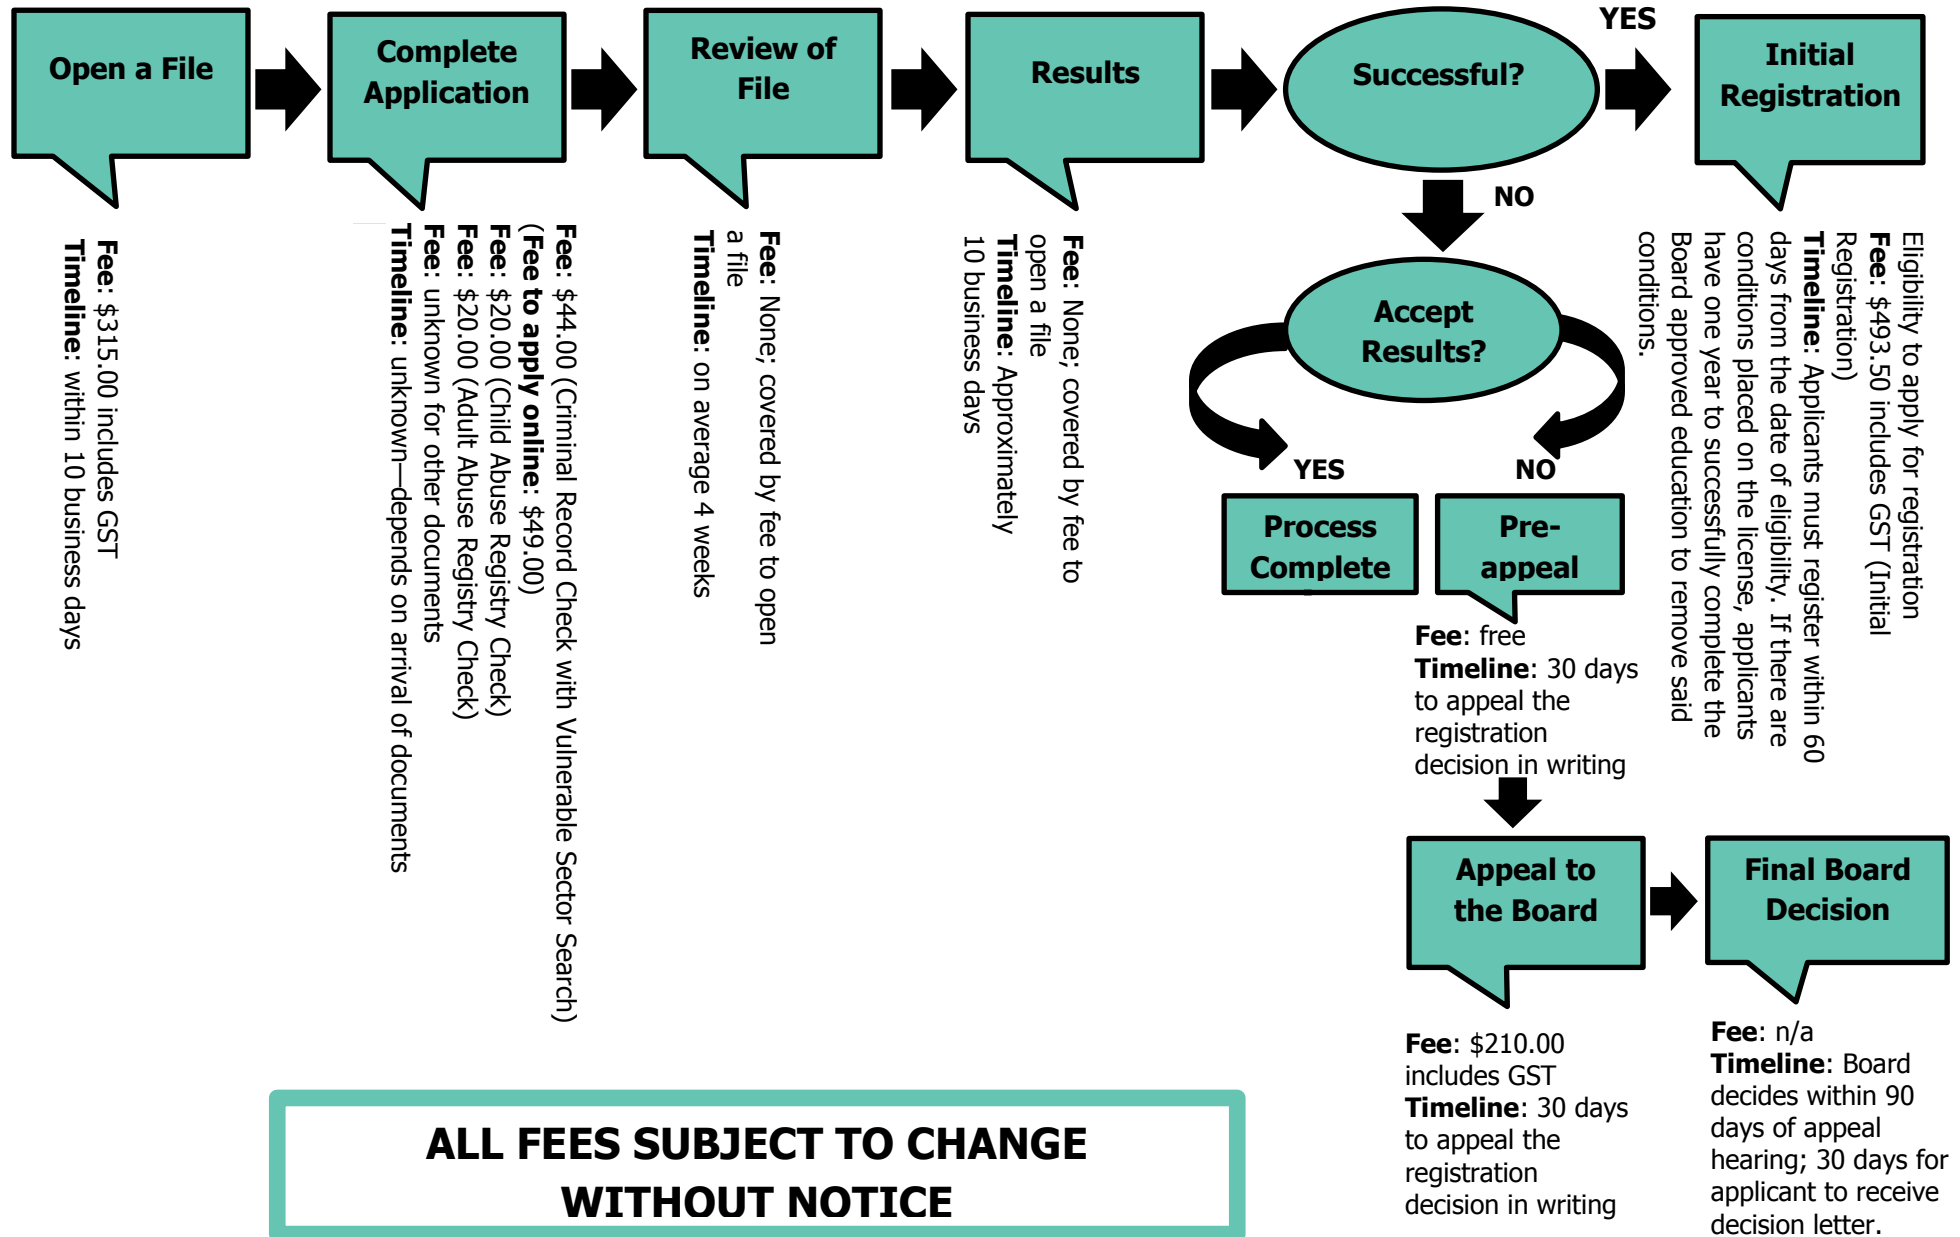 Open a File
Complete
Application
Review of
File
Results
Successful?
YES
Initial
Registration
NO
Fee: $315.00 includes GST
Timeline: within 10 business days
Fee: $44.00 (Criminal Record Check with Vulnerable Sector Search)
(Fee to apply online: $49.00)
Fee: $20.00 (Child Abuse Registry Check)
Fee: $20.00 (Adult Abuse Registry Check)
Fee: unknown for other documents
Timeline: unknown—depends on arrival of documents
Fee: None; covered by fee to open
a file
Timeline: on average 4 weeks
Fee: None; covered by fee to
open a file
Timeline: Approximately
10 business days
Eligibility to apply for registration
Fee: $493.50 includes GST (Initial
Registration)
Timeline: Applicants must register within 60
days from the date of eligibility. If there are
conditions placed on the license, applicants
have one year to successfully complete the
Board approved education to remove said
conditions.
Accept
Results?
YES
NO
Process
Complete
Pre-
appeal
Fee: free
Timeline: 30 days
to appeal the
registration
decision in writing
Appeal to
the Board
Final Board
Decision
Fee: $210.00
includes GST
Timeline: 30 days
to appeal the
registration
decision in writing
Fee: n/a
Timeline: Board
decides within 90
days of appeal
hearing; 30 days for
applicant to receive
decision letter.
ALL FEES SUBJECT TO CHANGE
WITHOUT NOTICE